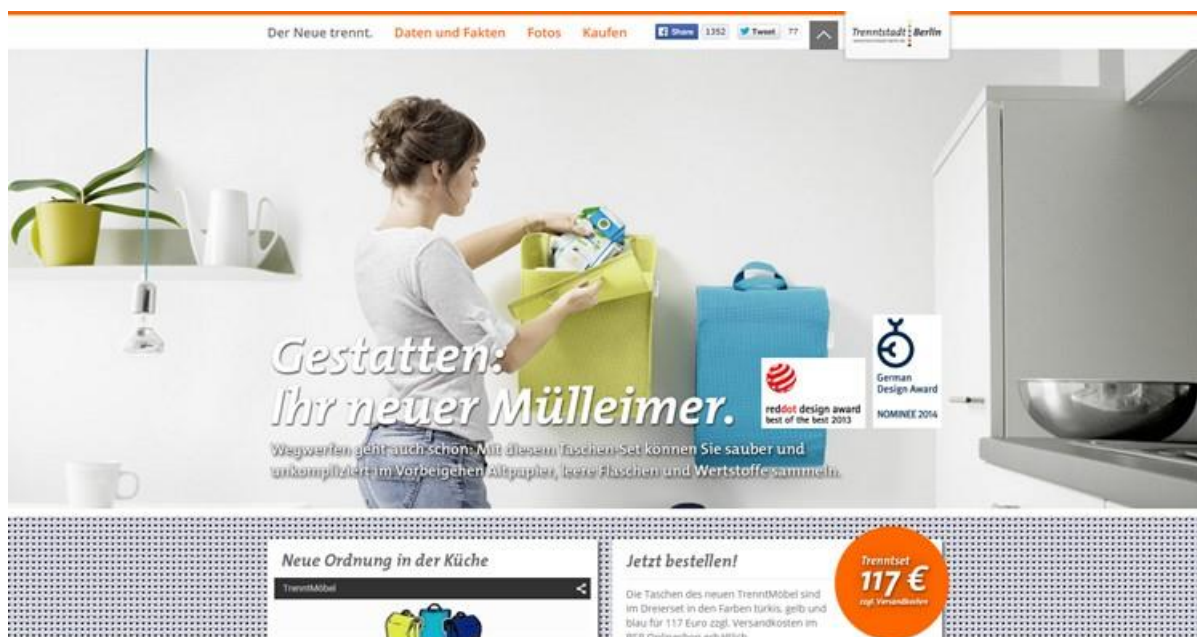 Der Neue trennt. Daten und Fakten Fotos Kaufen Share 1352 Tweet 77 Trenntstadt Berlin
Gestatten:
Ihr neuer Mülleimer.
Wegwerfen geht auch schön: Mit diesem Taschen-Set können Sie sauber und
unkompliziert im Vorbeigehen Altpapier, leere Flaschen und Wertstoffe sammeln.
reddot design award
best of the best 2013
German
Design Award
NOMINEE 2014
Neue Ordnung in der Küche
TrenntMöbel
Jetzt bestellen!
Die Taschen des neuen TrenntMöbel sind
im Dreierset in den Farben türkis, gelb und
blau für 117 Euro zzgl. Versandkosten im
BSR Onlineshop erhältlich
Trenntset
117 €
zzgl. Versandkosten